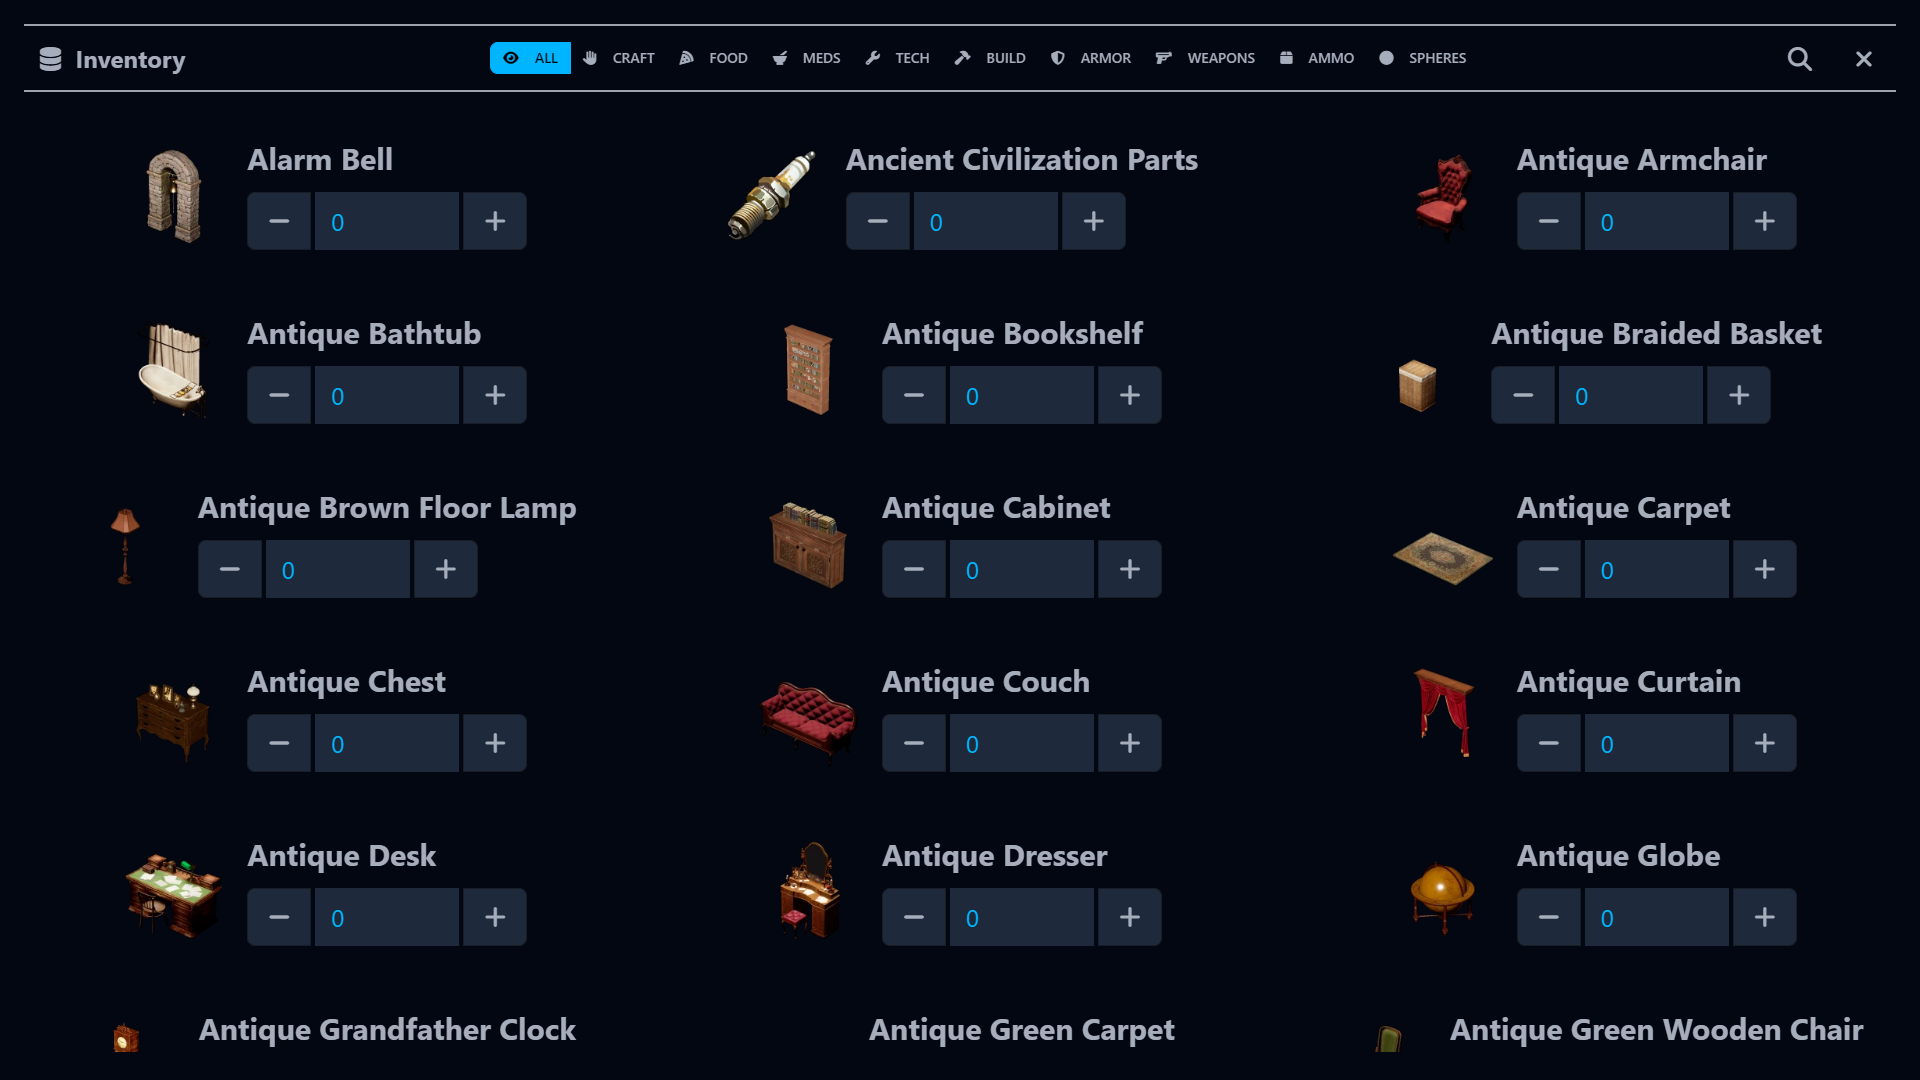 Inventory
ALL CRAFT FOOD MEDS TECH BUILD ARMOR WEAPONS AMMO SPHERES
Alarm Bell
0
Ancient Civilization Parts
0
Antique Armchair
0
Antique Bathtub
0
Antique Bookshelf
0
Antique Braided Basket
0
Antique Brown Floor Lamp
0
Antique Cabinet
0
Antique Carpet
0
Antique Chest
0
Antique Couch
0
Antique Curtain
0
Antique Desk
0
Antique Dresser
0
Antique Globe
0
Antique Grandfather Clock
Antique Green Carpet
Antique Green Wooden Chair